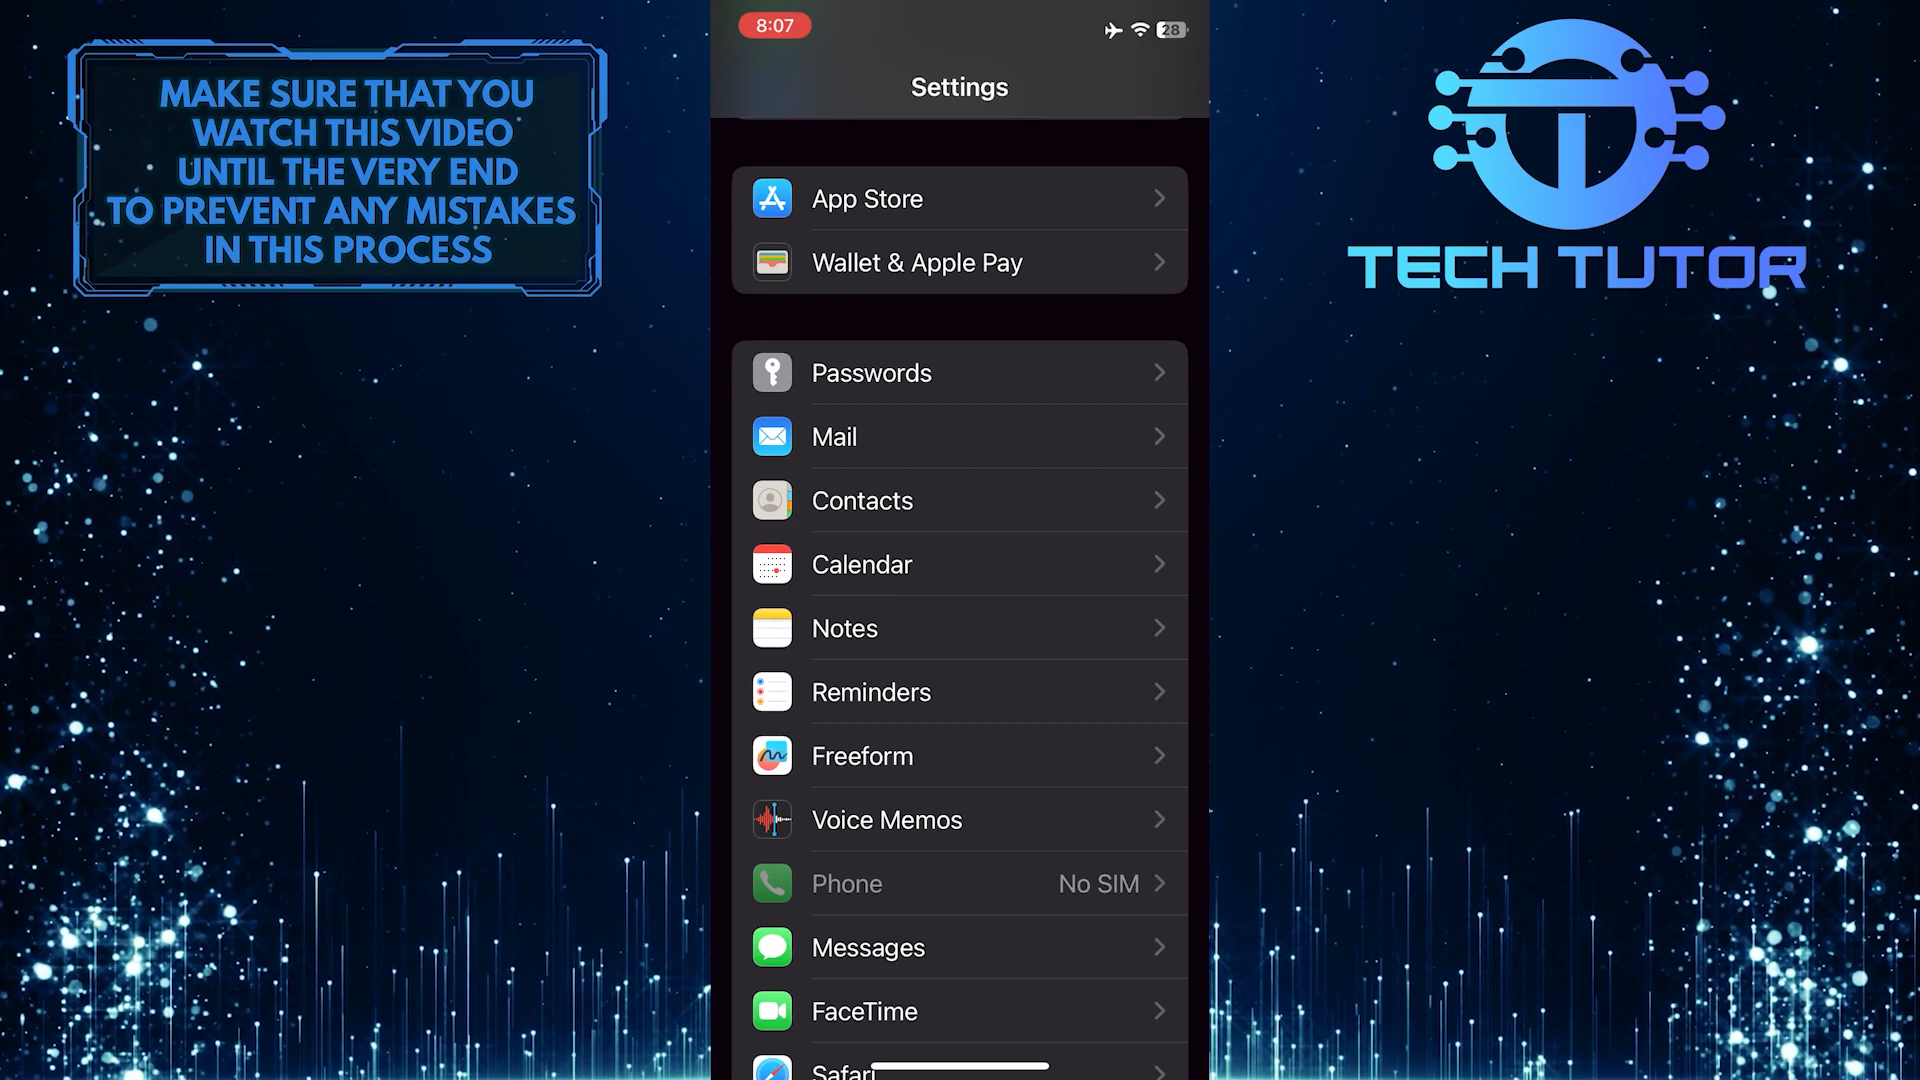 MAKE SURE THAT YOU
WATCH THIS VIDEO
UNTIL THE VERY END
TO PREVENT ANY MISTAKES
IN THIS PROCESS
8:07
28
Settings
App Store
Wallet & Apple Pay
Passwords
Mail
Contacts
Calendar
Notes
Reminders
Freeform
Voice Memos
Phone No SIM
Messages
FaceTime
Safari
TECH TUTOR